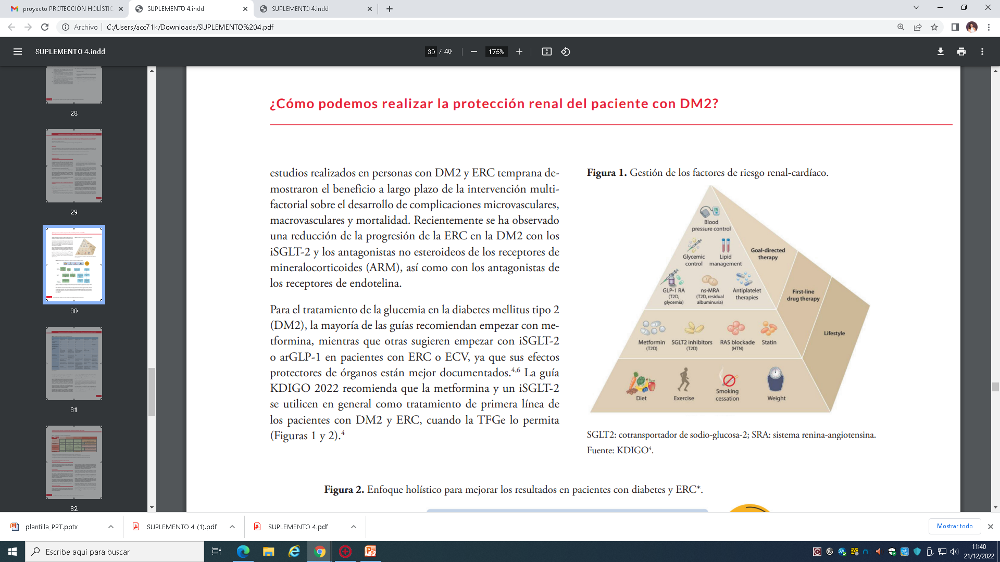 proyecto PROTECCIÓN HOLÍSTIC
SUPLEMENTO 4.indd
SUPLEMENTO 4.indd
Archivo
C:/Users/acc71k/Downloads/SUPLEMENTO%204.pdf
SUPLEMENTO 4.indd
30 / 40
175%
28
29
30
31
32
¿Cómo podemos realizar la protección renal del paciente con DM2?
estudios realizados en personas con DM2 y ERC temprana de-
mostraron el beneficio a largo plazo de la intervención multi-
factorial sobre el desarrollo de complicaciones microvasculares,
macrovasculares y mortalidad. Recientemente se ha observado
una reducción de la progresión de la ERC en la DM2 con los
iSGLT-2 y los antagonistas no esteroideos de los receptores de
mineralocorticoides (ARM), así como con los antagonistas de
los receptores de endotelina.
Para el tratamiento de la glucemia en la diabetes mellitus tipo 2
(DM2), la mayoría de las guías recomiendan empezar con me-
tformina, mientras que otras sugieren empezar con iSGLT-2
o arGLP-1 en pacientes con ERC o ECV, ya que sus efectos
protectores de órganos están mejor documentados.4,6 La guía
KDIGO 2022 recomienda que la metformina y un iSGLT-2
se utilicen en general como tratamiento de primera línea de
los pacientes con DM2 y ERC, cuando la TFGe lo permita
(Figuras 1 y 2).4
Figura 1. Gestión de los factores de riesgo renal-cardíaco.
Blood
pressure control
Glycemic
control
Lipid
management
GLP-1 RA
(T2D,
glycemia)
ns-MRA
(T2D, residual
albuminuria)
Antiplatelet
therapies
Goal-directed
therapy
Metformin
(T2D)
SGLT2 inhibitors
(T2D)
RAS blockade
(HTN)
Statin
First-line
drug therapy
Diet
Exercise
Smoking
cessation
Weight
Lifestyle
SGLT2: cotransportador de sodio-glucosa-2; SRA: sistema renina-angiotensina.
Fuente: KDIGO4.
Figura 2. Enfoque holístico para mejorar los resultados en pacientes con diabetes y ERC*.
plantilla_PPT.pptx
SUPLEMENTO 4 (1).pdf
SUPLEMENTO 4.pdf
Mostrar todo
Escribe aquí para buscar
11:40
21/12/2022